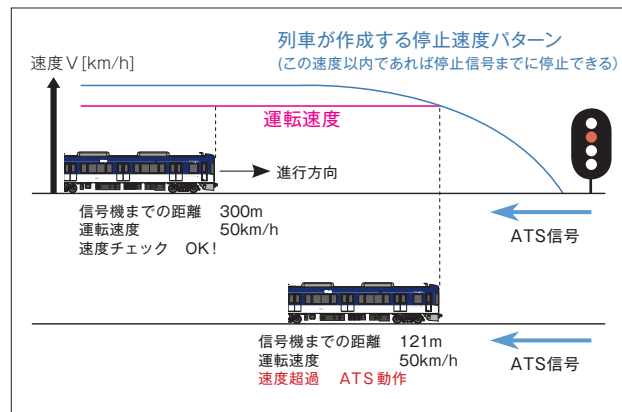 列車が作成する停止速度パターン
(この速度以内であれば停止信号までに停止できる)
速度V[km/h]
運転速度
進行方向
信号機までの距離 300m
運転速度 50km/h
速度チェック OK!
ATS信号
信号機までの距離 121m
運転速度 50km/h
速度超過 ATS動作
ATS信号